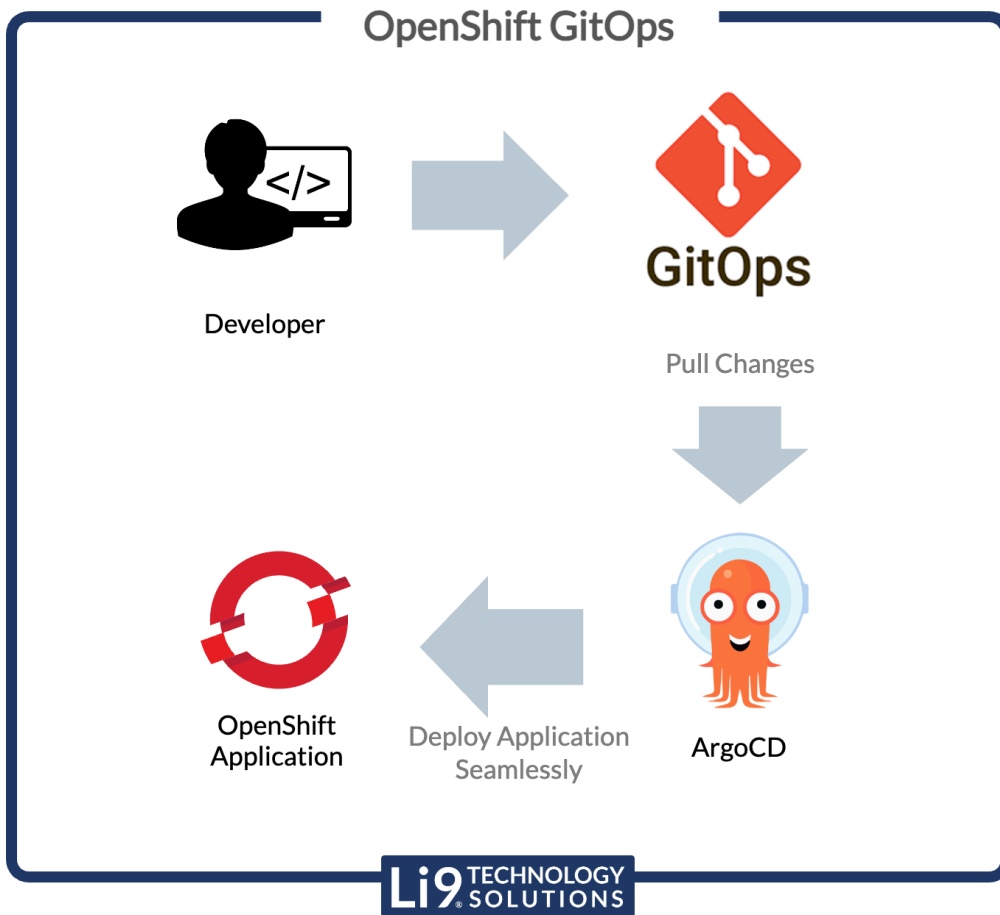 OpenShift GitOps
</>
GitOps
Developer
Pull Changes
OpenShift
Application
Deploy Application
Seamlessly
ArgoCD
Li9® TECHNOLOGY
SOLUTIONS